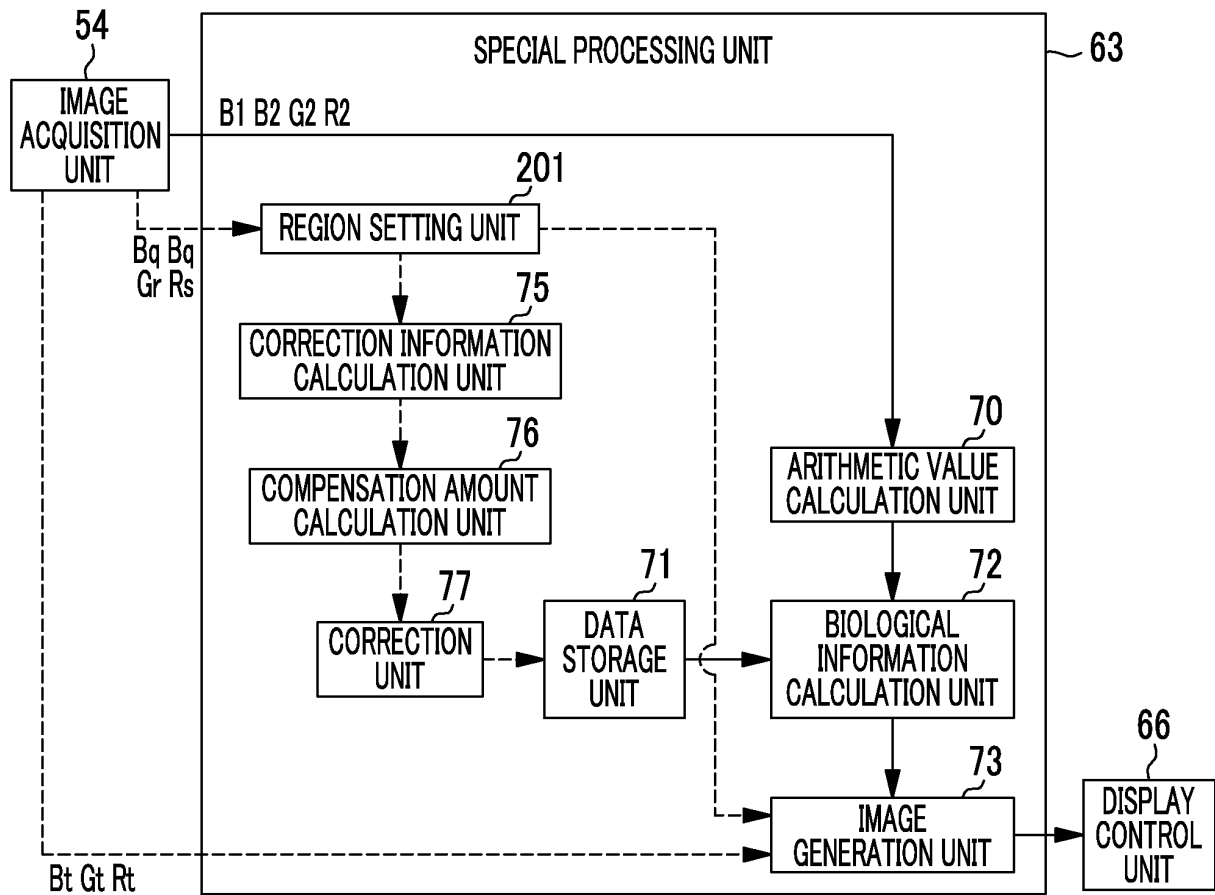 54
IMAGE
ACQUISITION
UNIT
SPECIAL PROCESSING UNIT
63
B1 B2 G2 R2
Bq Bq
Gr Rs
201
REGION SETTING UNIT
75
CORRECTION INFORMATION
CALCULATION UNIT
76
COMPENSATION AMOUNT
CALCULATION UNIT
70
ARITHMETIC VALUE
CALCULATION UNIT
77
CORRECTION
UNIT
71
DATA
STORAGE
UNIT
72
BIOLOGICAL
INFORMATION
CALCULATION UNIT
73
IMAGE
GENERATION UNIT
66
DISPLAY
CONTROL
UNIT
Bt Gt Rt